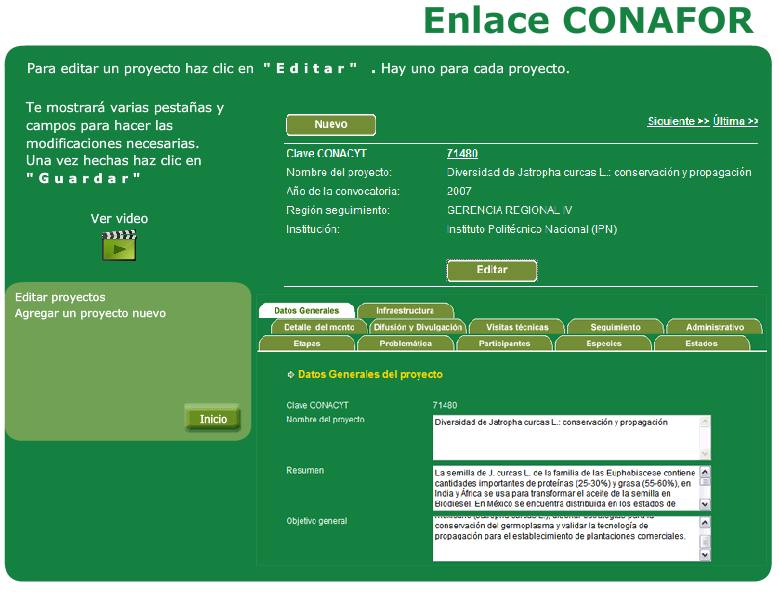 Enlace CONAFOR
Para editar un proyecto haz clic en "Editar" . Hay uno para cada proyecto.
Te mostrará varias pestañas y
campos para hacer las
modificaciones necesarias.
Una vez hechas haz clic en
"Guardar"
Ver video
Nuevo
Siguiente >> Última >>
Clave CONACYT 71480
Nombre del proyecto: Diversidad de Jatropha curcas L.: conservación y propagación
Año de la convocatoria: 2007
Región seguimiento: GERENCIA REGIONAL IV
Institución: Instituto Politécnico Nacional (IPN)
Editar
Editar proyectos
Agregar un proyecto nuevo
Inicio
Datos Generales Infraestructura
Detalle del monto Difusión y Divulgación Visitas técnicas Seguimiento Administrativo
Etapas Problemática Participantes Especies Estados
Datos Generales del proyecto
Clave CONACYT 71480
Nombre del proyecto Diversidad de Jatropha curcas L.: conservación y propagación
Resumen La semilla de J. curcas L. de la familia de las Euphobiscese contiene
cantidades importantes de proteínas (25-30%) y grasa (55-60%), en
India y África se usa para transformar el aceite de la semilla en
Biodiesel. En México se encuentra distribuida en los estados de
Objetivo general
conservación del germoplasma y validar la tecnología de
propagación para el establecimiento de plantaciones comerciales.